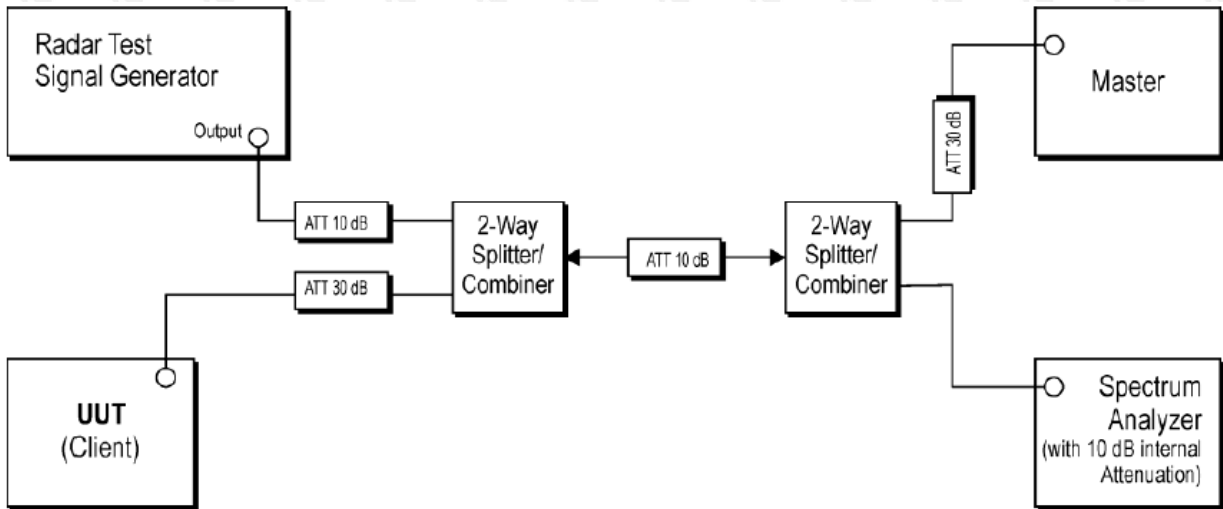 Radar Test
Signal Generator
Output
Master
ATT 30 dB
ATT 10 dB
2-Way
Splitter/
Combiner
ATT 10 dB
2-Way
Splitter/
Combiner
ATT 30 dB
UUT
(Client)
Spectrum
Analyzer
(with 10 dB internal
Attenuation)